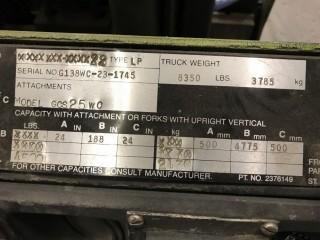 TYPE LP TRUCK WEIGHT
SERIAL NO. G138WC-23-1745 8350 LBS. 3785 kg
ATTACHMENTS
MODEL GCS25WC
CAPACITY WITH ATTACHMENT OR FORKS WITH UPRIGHT VERTICAL
B LBS. A IN B IN C IN kg A mm B mm C mm
24 188 24 500 4775 500
FOR OTHER CAPACITIES CONSULT MANUFACTURER. PT. NO. 2376149